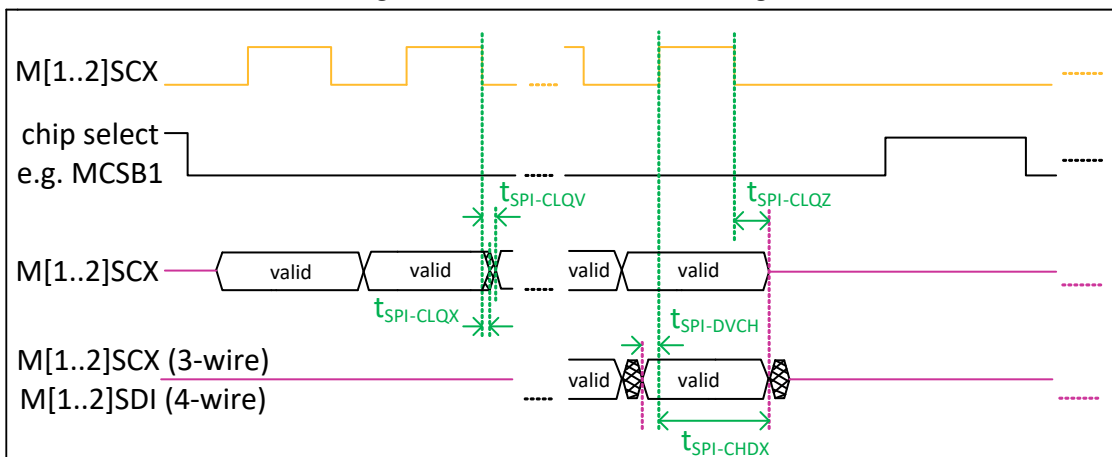 M[1..2]SCX
chip select
e.g. MCSB1
tSPI-CLQV
tSPI-CLQZ
M[1..2]SCX
valid
valid
valid
valid
tSPI-CLQX
tSPI-DVCH
M[1..2]SCX (3-wire)
M[1..2]SDI (4-wire)
valid
valid
tSPI-CHDX